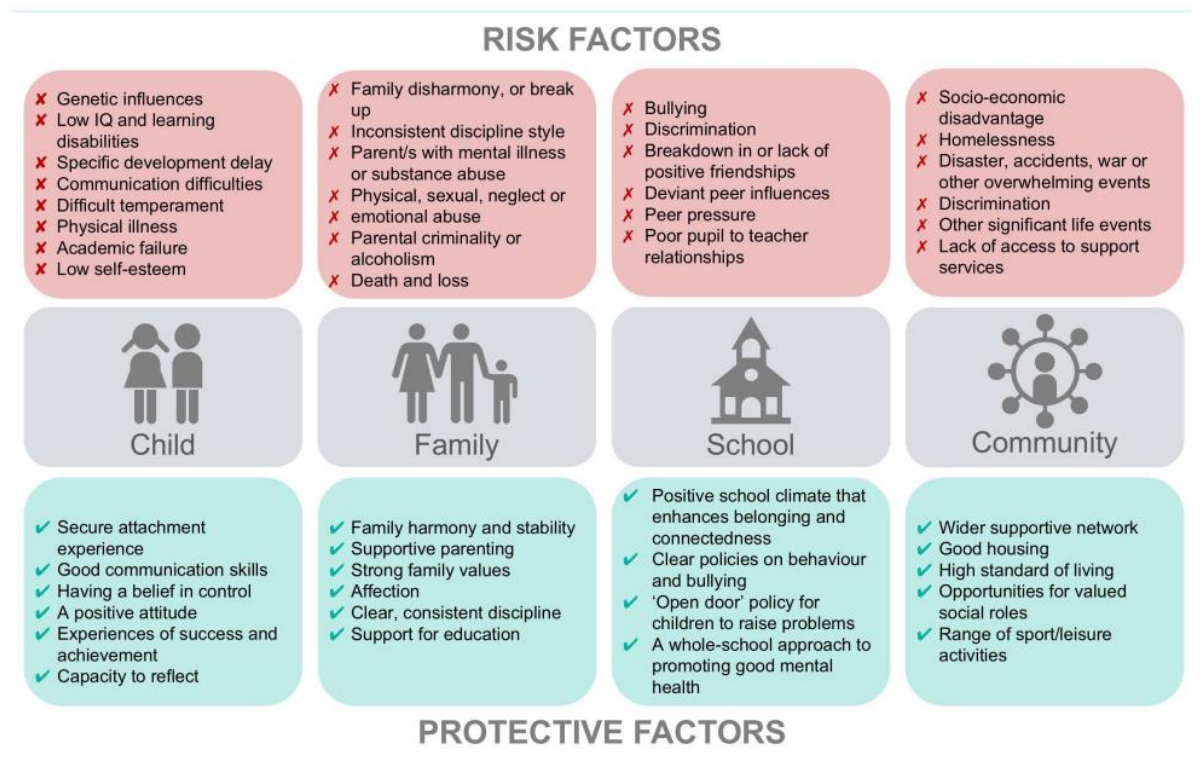 RISK FACTORS
✗ Genetic influences
✗ Low IQ and learning
disabilities
✗ Specific development delay
✗ Communication difficulties
✗ Difficult temperament
✗ Physical illness
✗ Academic failure
✗ Low self-esteem
✗ Family disharmony, or break
up
✗ Inconsistent discipline style
✗ Parent/s with mental illness
or substance abuse
✗ Physical, sexual, neglect or
✗ emotional abuse
✗ Parental criminality or
alcoholism
✗ Death and loss
✗ Bullying
✗ Discrimination
✗ Breakdown in or lack of
positive friendships
✗ Deviant peer influences
✗ Peer pressure
✗ Poor pupil to teacher
relationships
✗ Socio-economic
disadvantage
✗ Homelessness
✗ Disaster, accidents, war or
other overwhelming events
✗ Discrimination
✗ Other significant life events
✗ Lack of access to support
services
Child
Family
School
Community
✔ Secure attachment
experience
✔ Good communication skills
✔ Having a belief in control
✔ A positive attitude
✔ Experiences of success and
achievement
✔ Capacity to reflect
✔ Family harmony and stability
✔ Supportive parenting
✔ Strong family values
✔ Affection
✔ Clear, consistent discipline
✔ Support for education
✔ Positive school climate that
enhances belonging and
connectedness
✔ Clear policies on behaviour
and bullying
✔ ‘Open door’ policy for
children to raise problems
✔ A whole-school approach to
promoting good mental
health
✔ Wider supportive network
✔ Good housing
✔ High standard of living
✔ Opportunities for valued
social roles
✔ Range of sport/leisure
activities
PROTECTIVE FACTORS